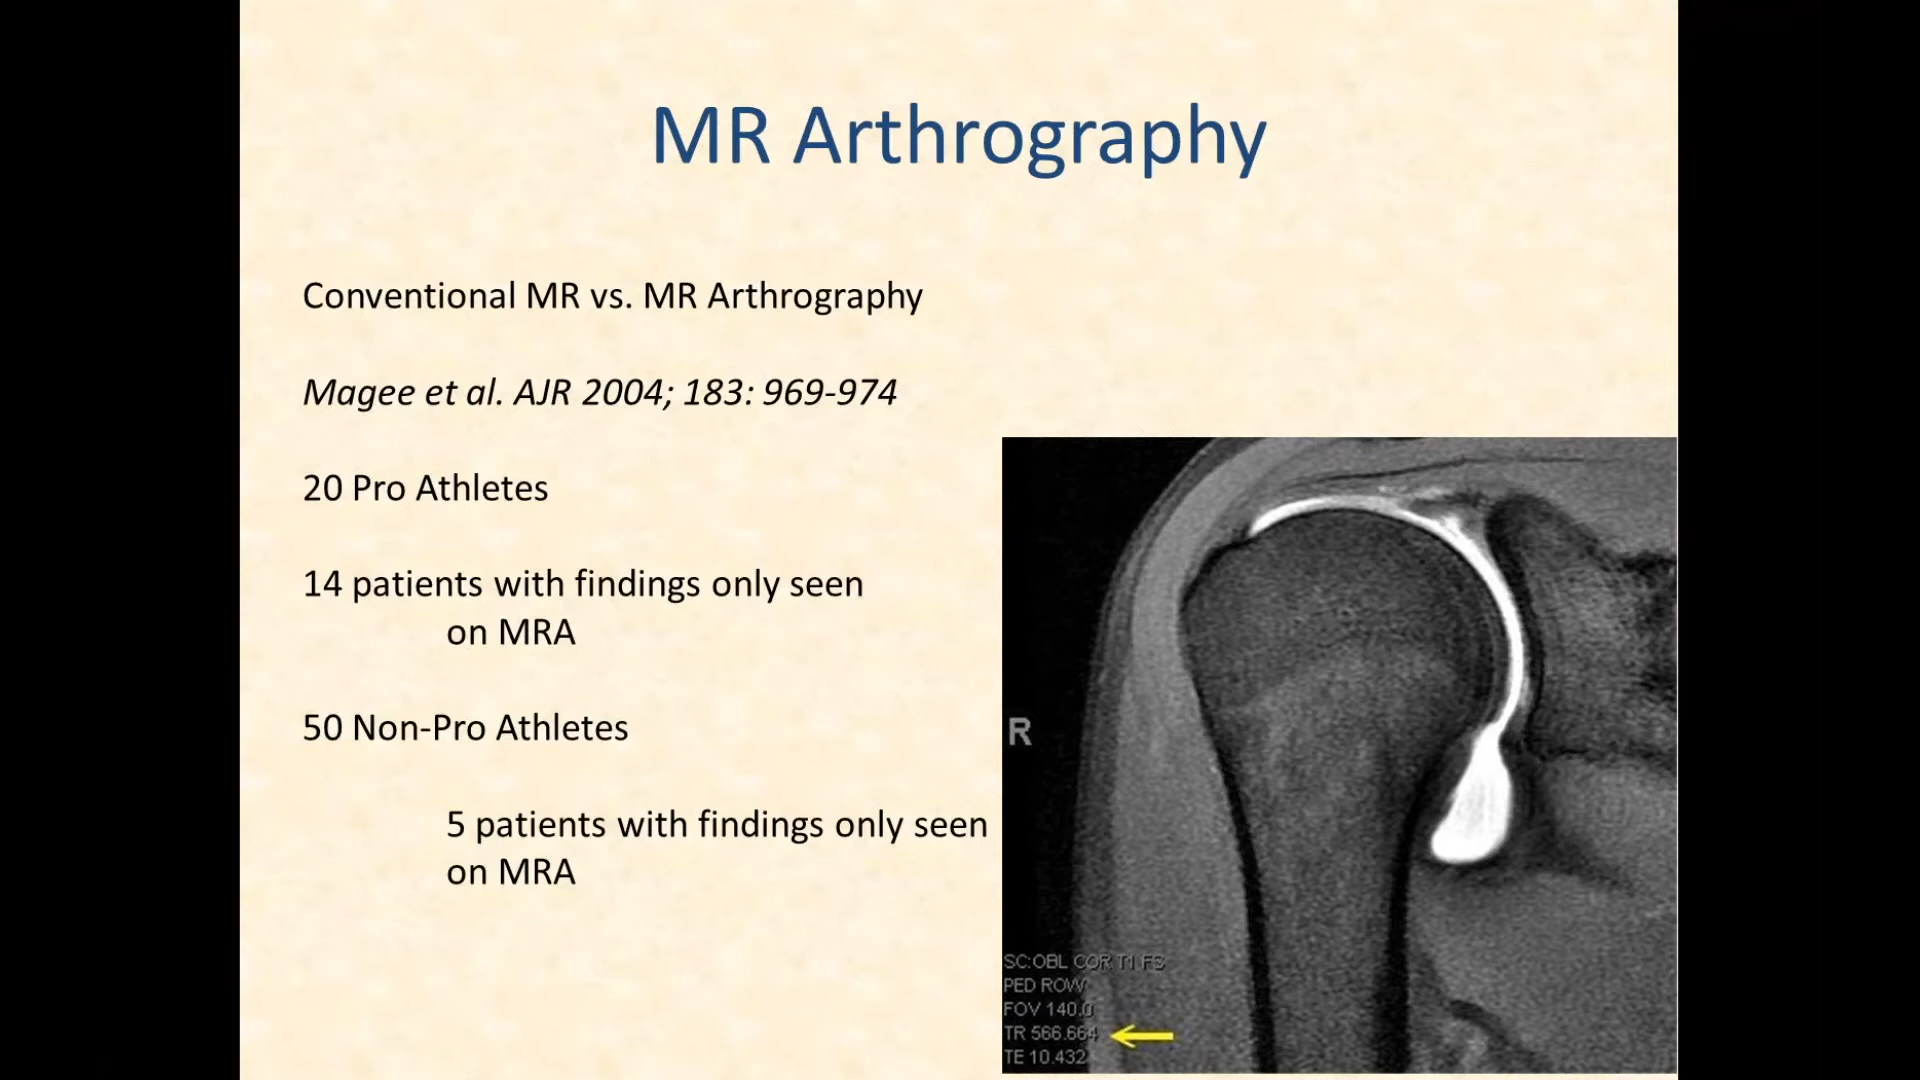 MR Arthrography
Conventional MR vs. MR Arthrography
Magee et al. AJR 2004; 183: 969-974
20 Pro Athletes
14 patients with findings only seen
on MRA
50 Non-Pro Athletes
5 patients with findings only seen
on MRA
R
SC:OBL COR T1 FS
PED ROW
FOV 140.0
TR 566.664
TE 10.432